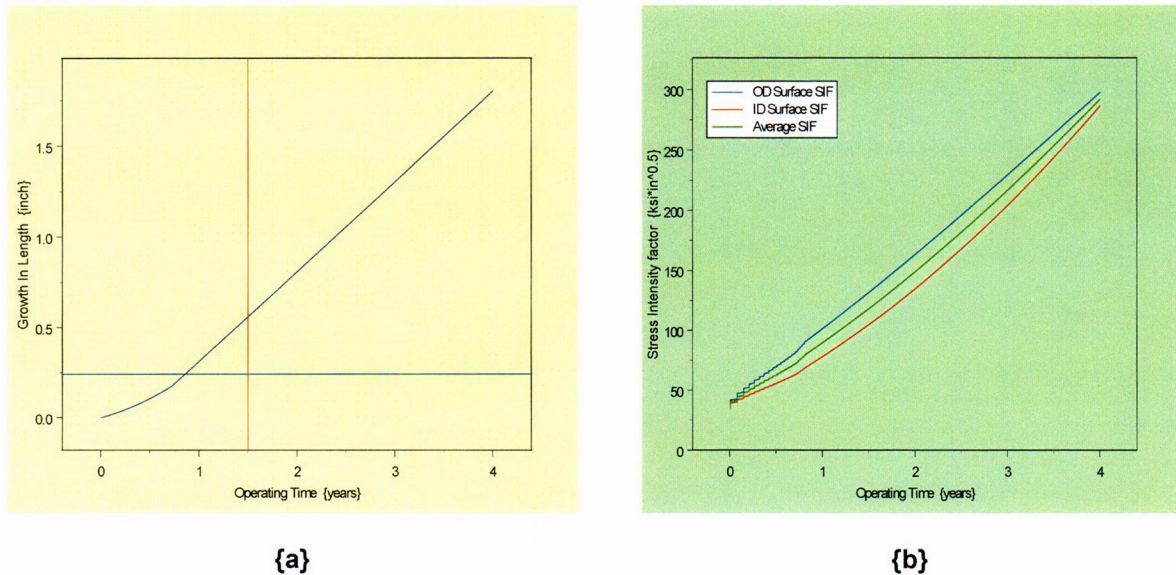 Growth In Length {inch}
1.5
1.0
0.5
0.0
0
1
2
3
4
Operating Time {years}
{a}
OD Surface SIF
ID Surface SIF
Average SIF
Stress Intensity factor {ksi*in^0.5}
300
250
200
150
100
50
0
0
1
2
3
4
Operating Time {years}
{b}